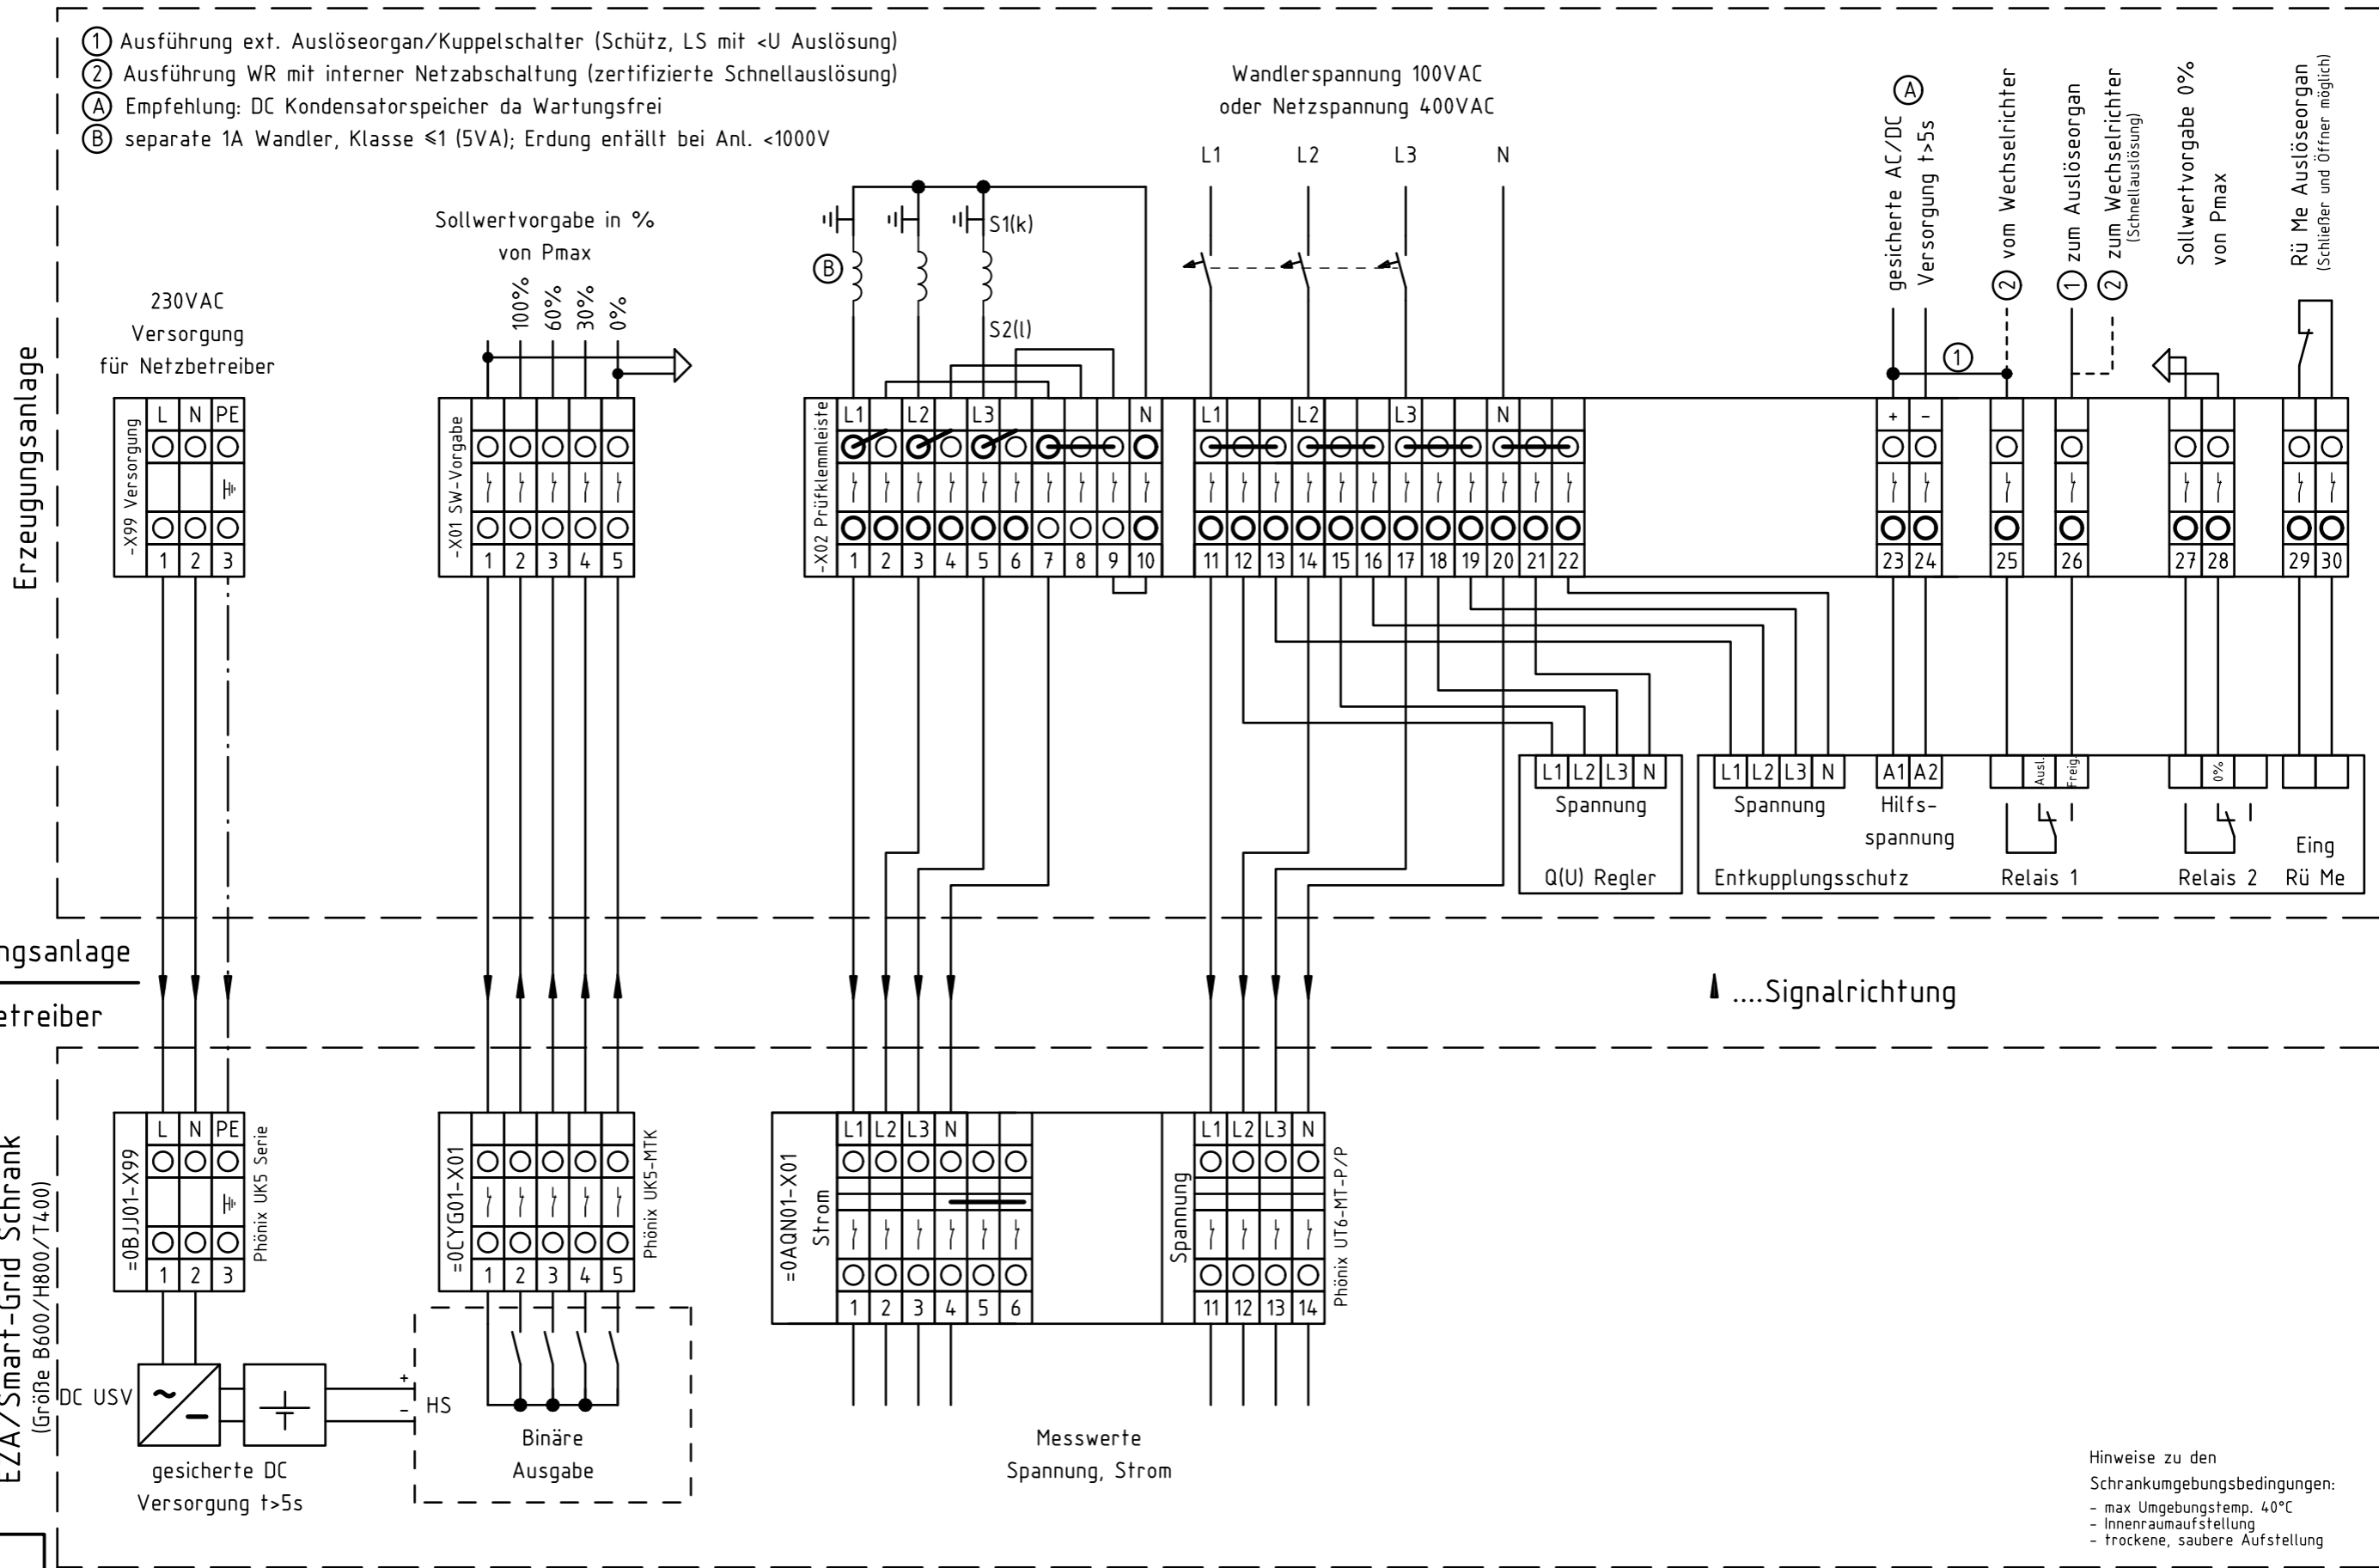 ① Ausführung ext. Auslöseorgan/Kuppelschalter (Schütz, LS mit <U Auslösung)
② Ausführung WR mit interner Netzabschaltung (zertifizierte Schnellauslösung)
Ⓐ Empfehlung: DC Kondensatorspeicher da Wartungsfrei
Ⓑ separate 1A Wandler, Klasse ≤1 (5VA); Erdung entällt bei Anl. <1000V
Erzeugungsanlage
230VAC
Versorgung
für Netzbetreiber
Sollwertvorgabe in %
von Pmax
100%
60%
30%
0%
Ⓑ
S1(k)
S2(l)
Wandlerspannung 100VAC
oder Netzspannung 400VAC
L1 L2 L3 N
Ⓐ
gesicherte AC/DC
Versorgung t>5s
①
② vom Wechselrichter
① zum Auslöseorgan
② zum Wechselrichter
(Schnellauslösung)
Sollwertvorgabe 0%
von Pmax
Rü Me Auslöseorgan
(Schließer und Öffner möglich)
-X99 Versorgung
L N PE
1 2 3
-X01 SW-Vorgabe
1 2 3 4 5
-X02 Prüfklemmleiste
L1 L2 L3 N L1 L2 L3 N + -
1 2 3 4 5 6 7 8 9 10 11 12 13 14 15 16 17 18 19 20 21 22 23 24 25 26 27 28 29 30
L1 L2 L3 N
Spannung
Q(U) Regler
L1 L2 L3 N
Spannung
Entkupplungsschutz
A1 A2
Hilfs-
spannung
Ausl.
Freig.
Relais 1
0%
Relais 2
Eing
Rü Me
ngsanlage
etreiber
....Signalrichtung
EZA/Smart-Grid Schrank
(Größe B600/H800/T400)
=0BJJ01-X99
L N PE
1 2 3
Phönix UK5 Serie
=0CYG01-X01
1 2 3 4 5
Phönix UK5-MTK
=0AQN01-X01
Strom
L1 L2 L3 N
1 2 3 4 5 6
Spannung
L1 L2 L3 N
11 12 13 14
Phönix UT6-MT-P/P
DC USV
+
-
HS
gesicherte DC
Versorgung t>5s
Binäre
Ausgabe
Messwerte
Spannung, Strom
Hinweise zu den
Schrankumgebungsbedingungen:
- max Umgebungstemp. 40°C
- Innenraumaufstellung
- trockene, saubere Aufstellung